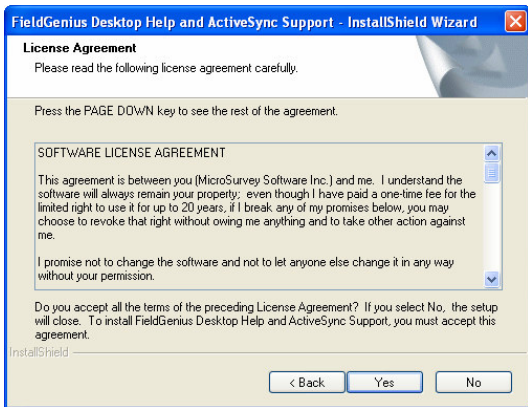 FieldGenius Desktop Help and ActiveSync Support - InstallShield Wizard
License Agreement
Please read the following license agreement carefully.
Press the PAGE DOWN key to see the rest of the agreement.
SOFTWARE LICENSE AGREEMENT
This agreement is between you (MicroSurvey Software Inc.) and me. I understand the
software will always remain your property; even though I have paid a one-time fee for the
limited right to use it for up to 20 years, if I break any of my promises below, you may
choose to revoke that right without owing me anything and to take other action against
me.
I promise not to change the software and not to let anyone else change it in any way
without your permission.
Do you accept all the terms of the preceding License Agreement? If you select No, the setup
will close. To install FieldGenius Desktop Help and ActiveSync Support, you must accept this
agreement.
InstallShield
< Back
Yes
No